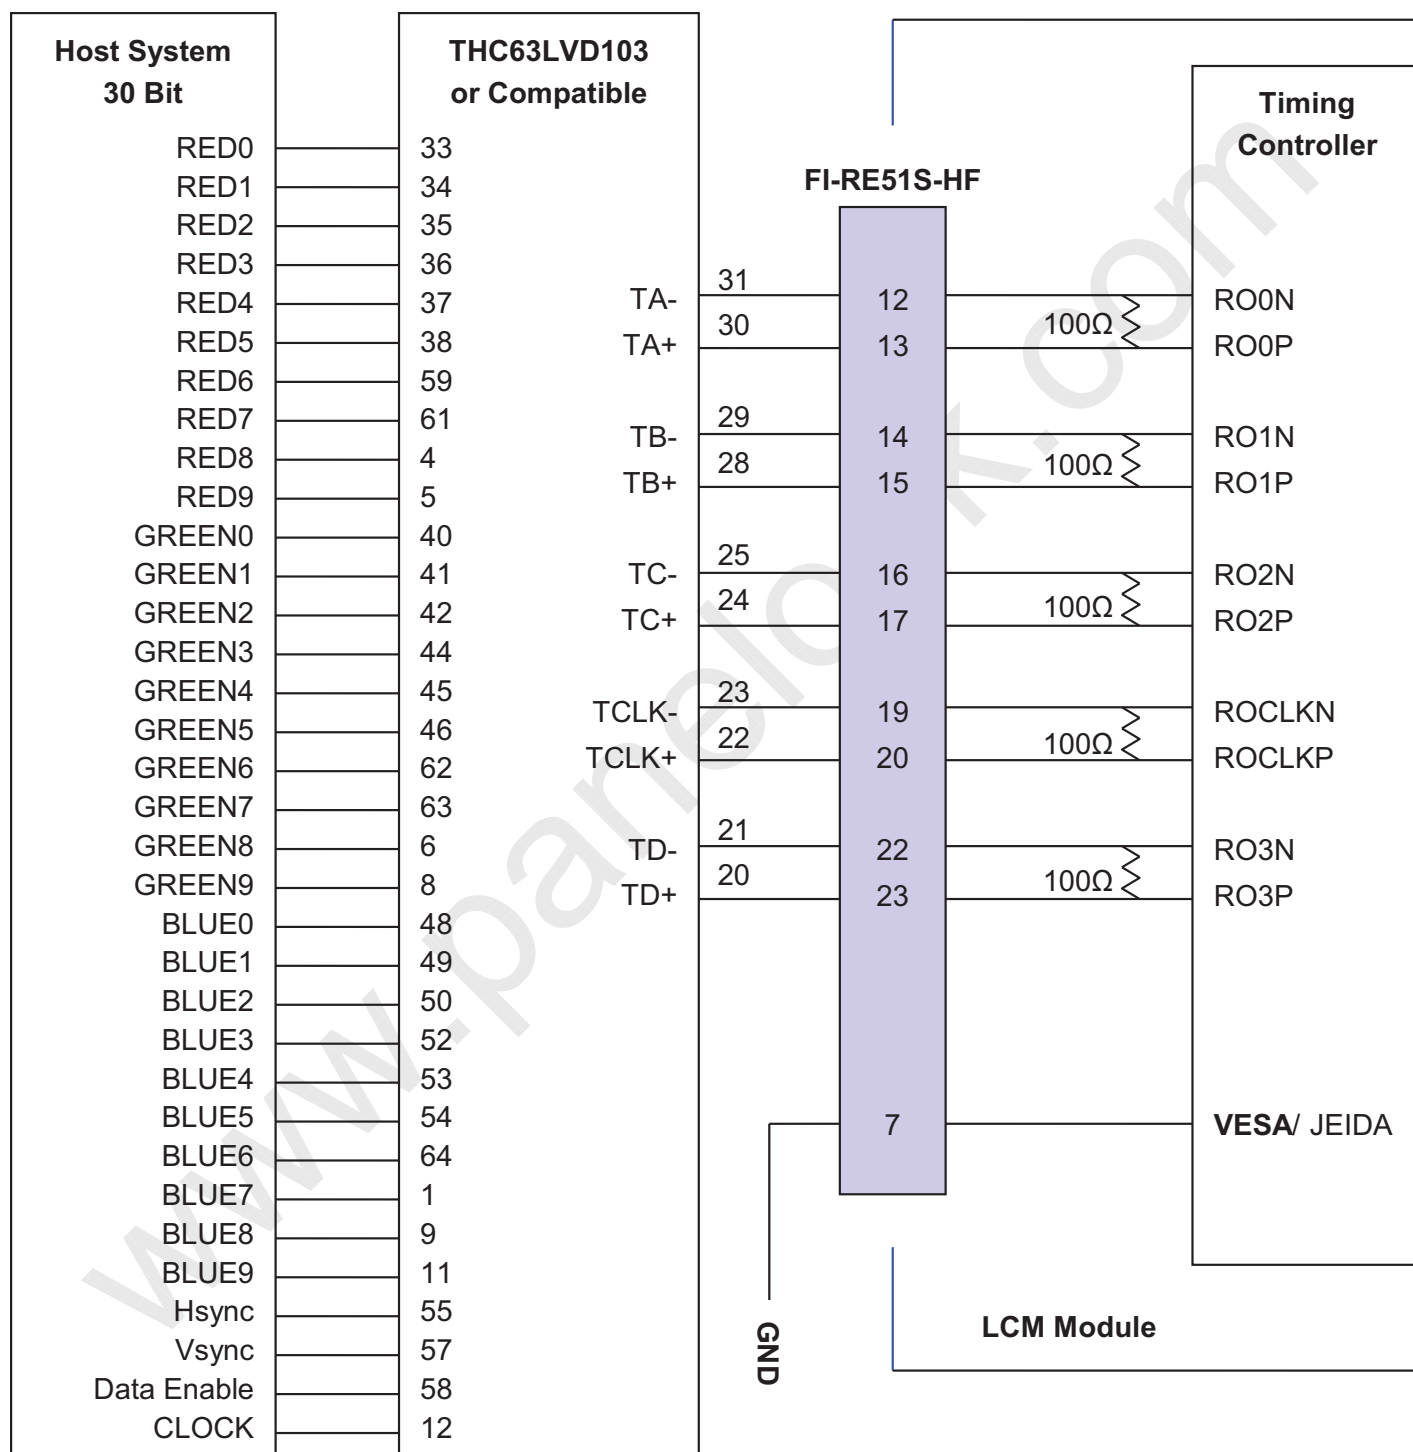 Host System
30 Bit
RED0 33
RED1 34
RED2 35
RED3 36
RED4 37
RED5 38
RED6 59
RED7 61
RED8 4
RED9 5
GREEN0 40
GREEN1 41
GREEN2 42
GREEN3 44
GREEN4 45
GREEN5 46
GREEN6 62
GREEN7 63
GREEN8 6
GREEN9 8
BLUE0 48
BLUE1 49
BLUE2 50
BLUE3 52
BLUE4 53
BLUE5 54
BLUE6 64
BLUE7 1
BLUE8 9
BLUE9 11
Hsync 55
Vsync 57
Data Enable 58
CLOCK 12
THC63LVD103
or Compatible
TA- 31
TA+ 30
TB- 29
TB+ 28
TC- 25
TC+ 24
TCLK- 23
TCLK+ 22
TD- 21
TD+ 20
GND
FI-RE51S-HF
12
13
14
15
16
17
19
20
22
23
7
100Ω
100Ω
100Ω
100Ω
100Ω
Timing
Controller
RO0N
RO0P
RO1N
RO1P
RO2N
RO2P
ROCLKN
ROCLKP
RO3N
RO3P
VESA/ JEIDA
LCM Module